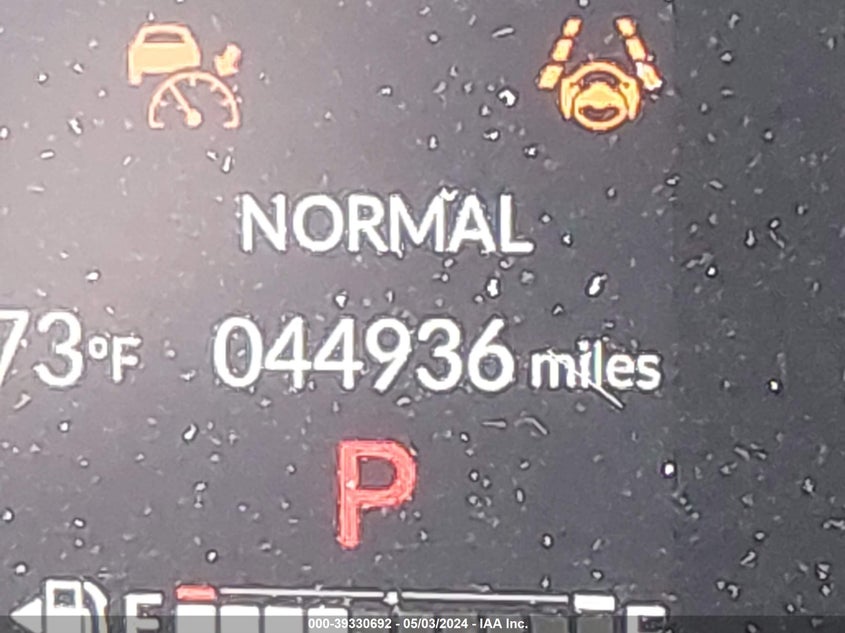 NORMAL
73°F 044936 miles
P
E F
000-39330692 - 05/03/2024 - IAA Inc.